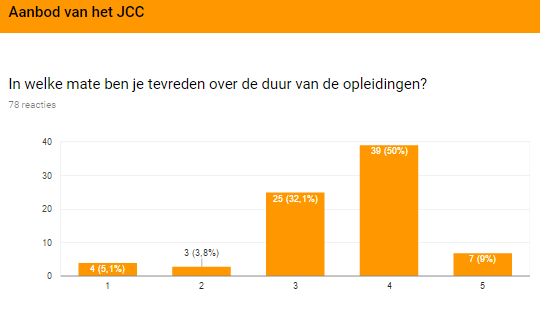 Aanbod van het JCC
In welke mate ben je tevreden over de duur van de opleidingen?
78 reacties
40
30
20
10
0
4 (5,1%)
3 (3,8%)
25 (32,1%)
39 (50%)
7 (9%)
1 2 3 4 5